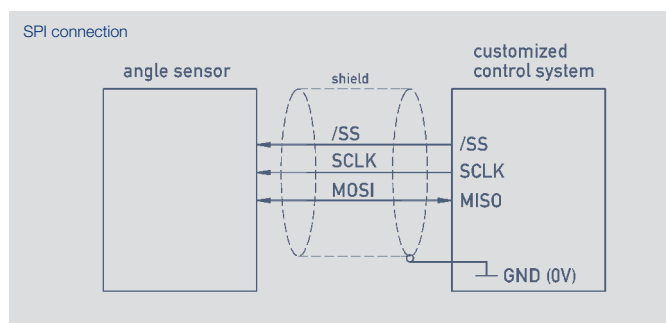 SPI connection
angle sensor
customized
control system
shield
/SS
/SS
SCLK
SCLK
MOSI
MISO
GND (0V)